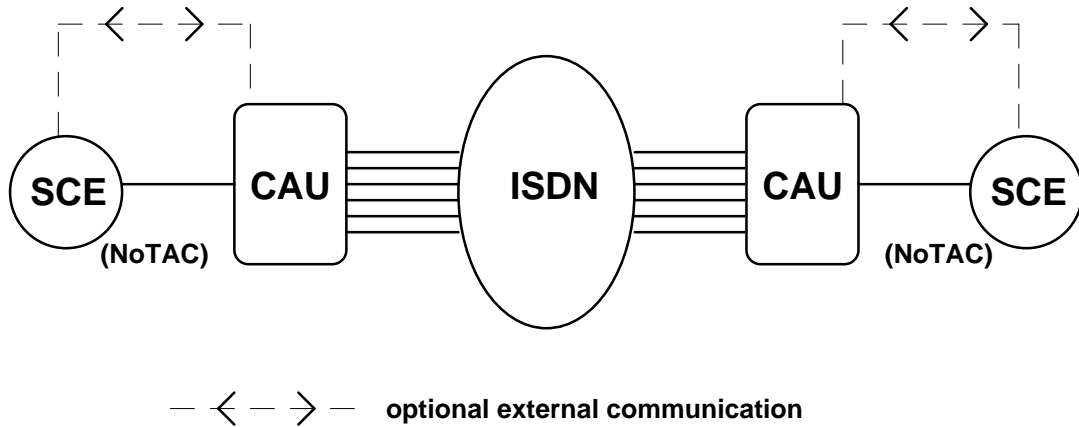 SCE
CAU
ISDN
CAU
SCE
(NoTAC)
(NoTAC)
optional external communication